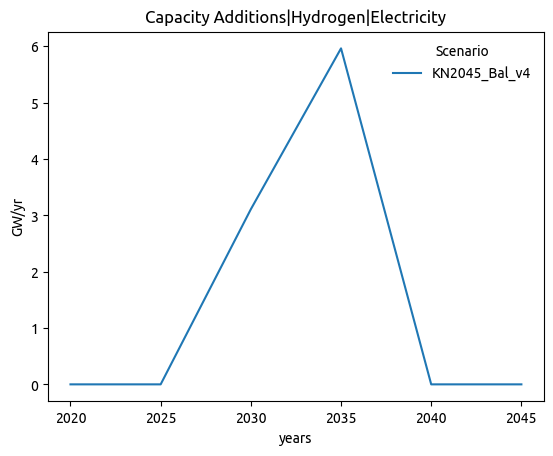 Capacity Additions|Hydrogen|Electricity
Scenario
KN2045_Bal_v4
GW/yr
6
5
4
3
2
1
0
2020 2025 2030 2035 2040 2045
years